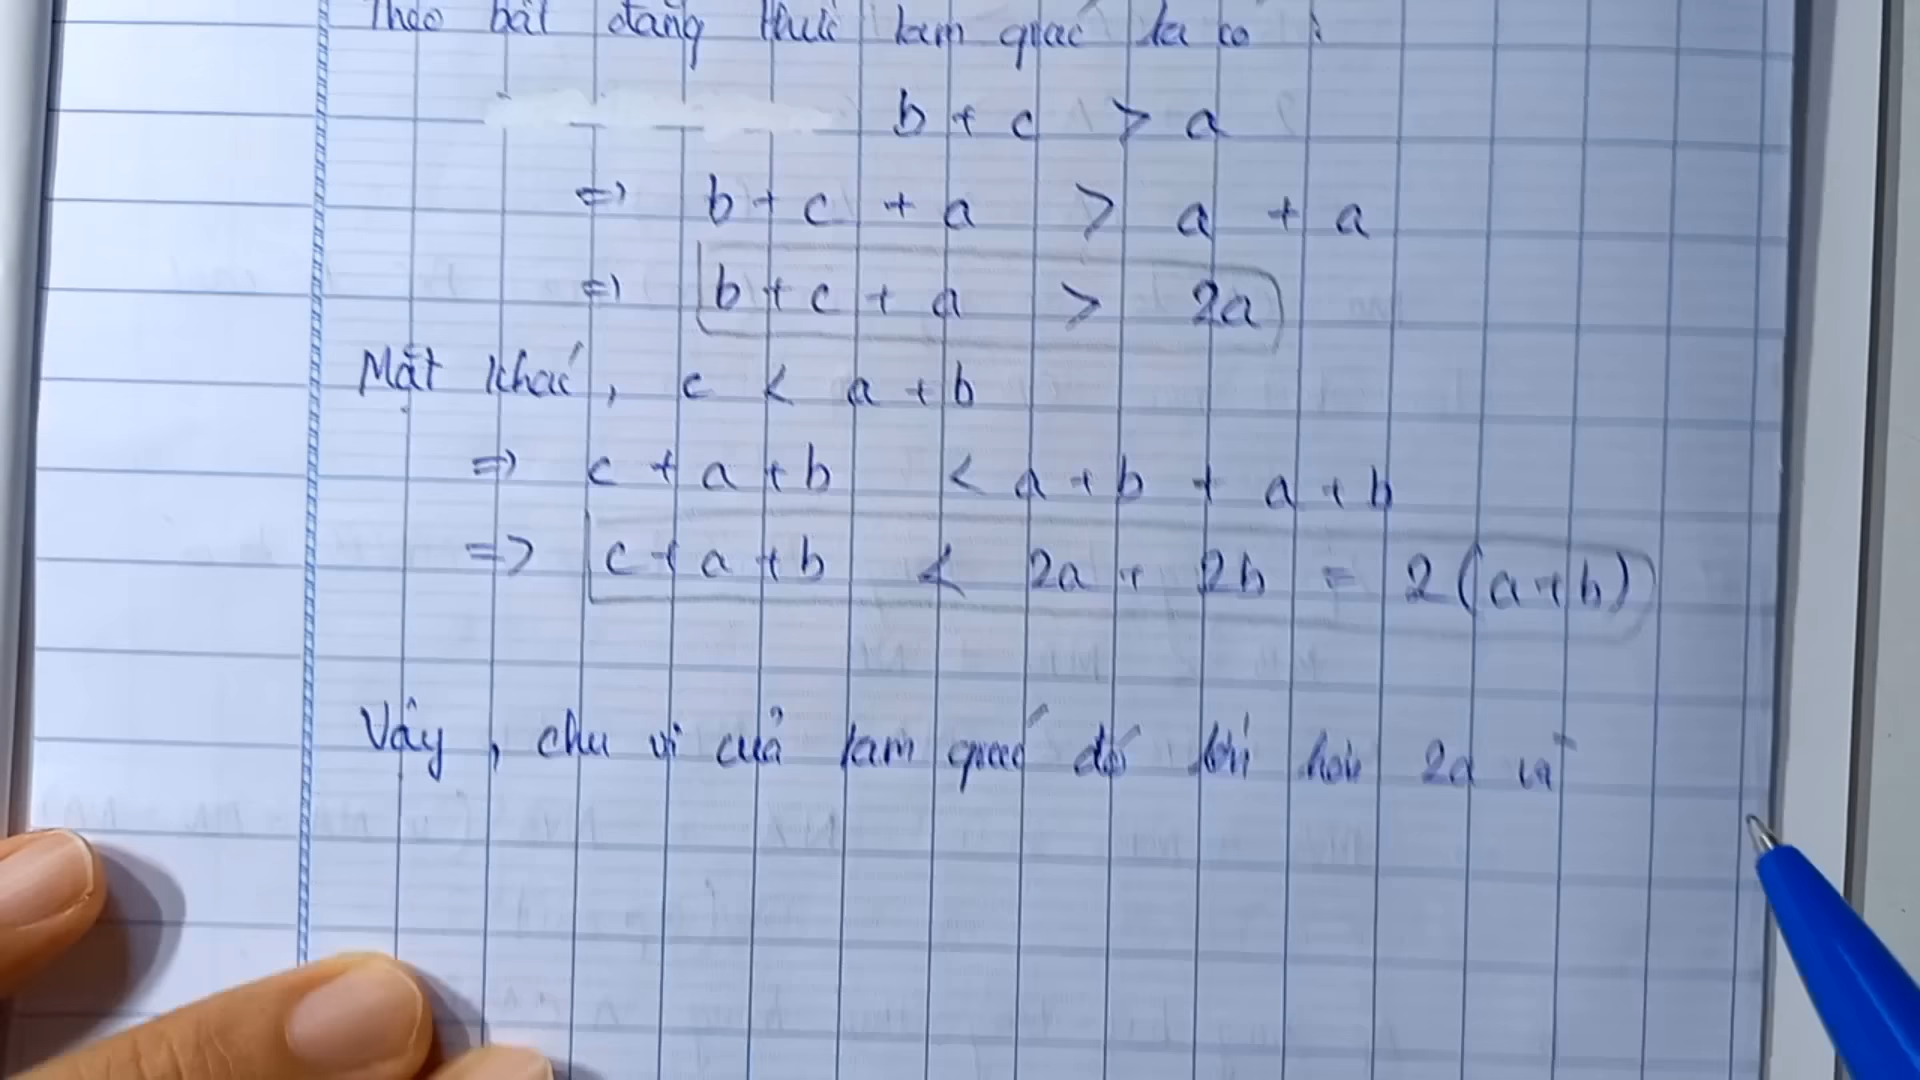 Theo bất đẳng thức tam giác ta có :
b + c > a
=> b + c + a > a + a
=> b + c + a > 2a
Mặt khác, c < a + b
=> c + a + b < a + b + a + b
=> c + a + b < 2a + 2b = 2(a+b)
Vậy, chu vi của tam giác đó lớn hơn 2a và